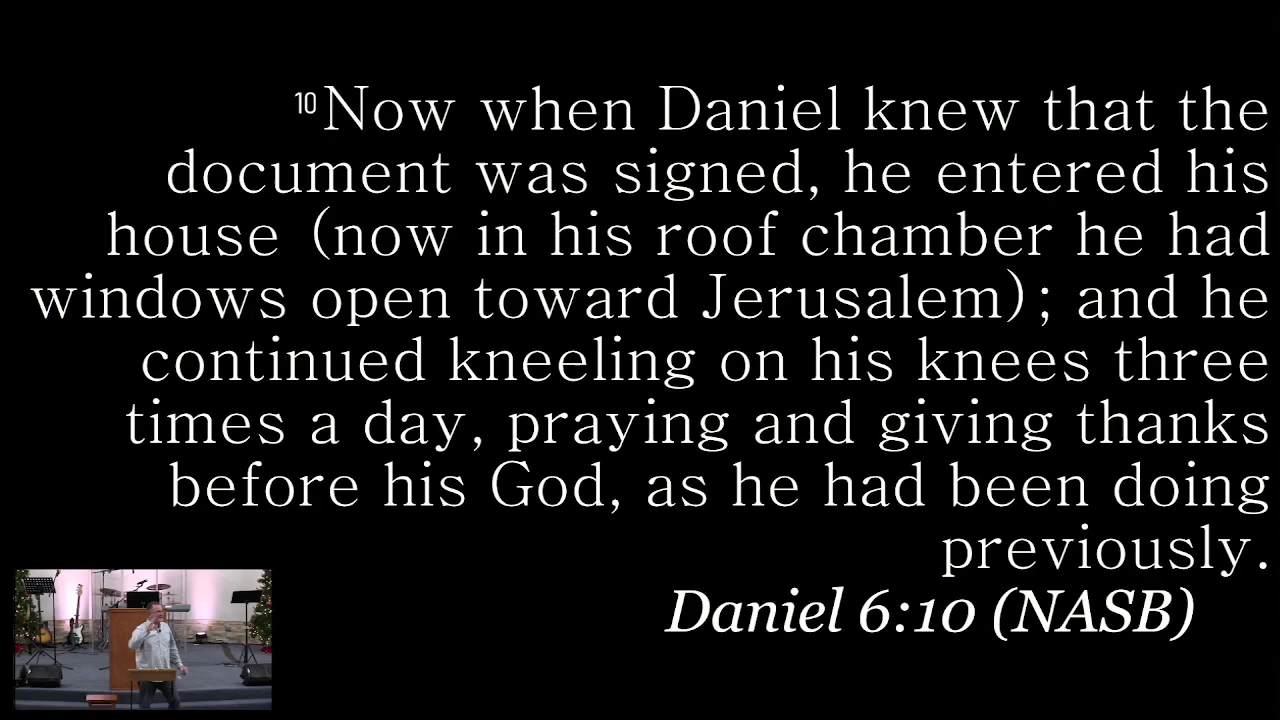 10Now when Daniel knew that the
document was signed, he entered his
house (now in his roof chamber he had
windows open toward Jerusalem); and he
continued kneeling on his knees three
times a day, praying and giving thanks
before his God, as he had been doing
previously.
Daniel 6:10 (NASB)